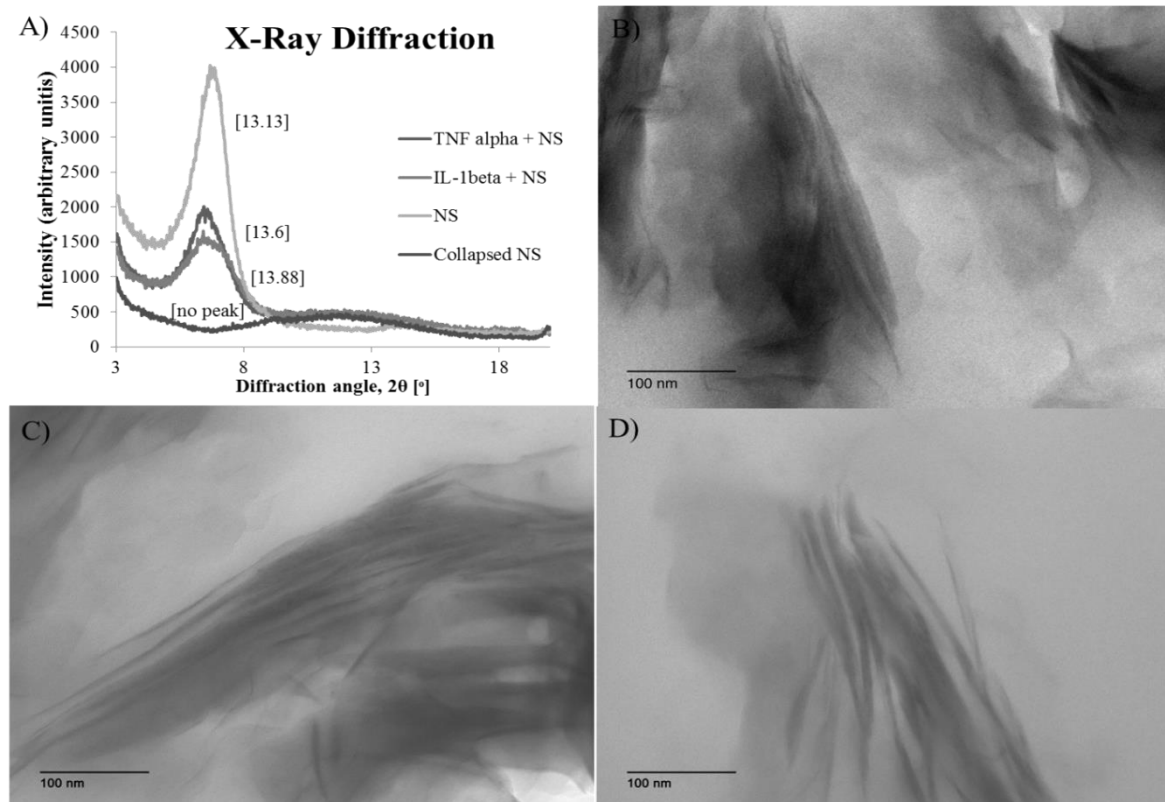 A)
X-Ray Diffraction
4500
4000
3500
3000
2500
2000
1500
1000
500
0
Intensity (arbitrary unitis)
[13.13]
[13.6]
[13.88]
[no peak]
TNF alpha + NS
IL-1beta + NS
NS
Collapsed NS
3 8 13 18
Diffraction angle, 2θ [°]
B)
100 nm
C)
100 nm
D)
100 nm